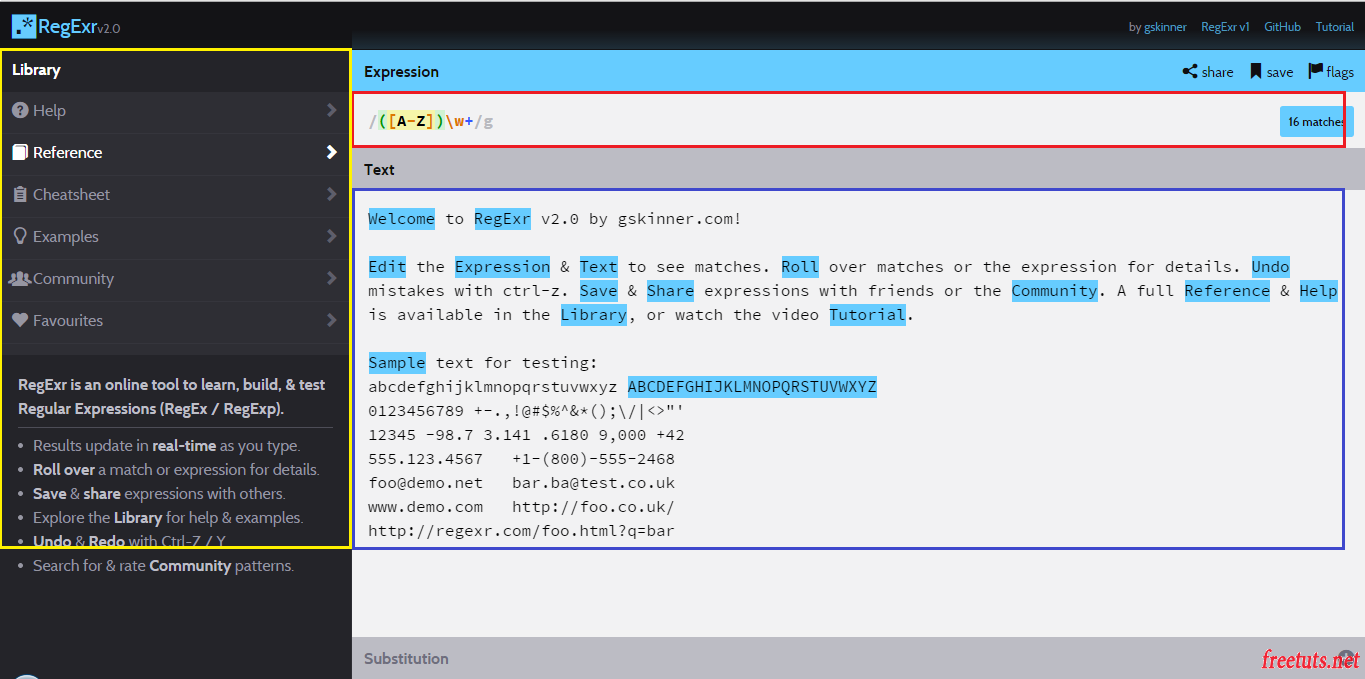 RegExr v2.0
by gskinner RegExr v1 GitHub Tutorial
Library
Help
Reference
Cheatsheet
Examples
Community
Favourites
RegExr is an online tool to learn, build, & test
Regular Expressions (RegEx / RegExp).
• Results update in real-time as you type.
• Roll over a match or expression for details.
• Save & share expressions with others.
• Explore the Library for help & examples.
• Undo & Redo with Ctrl-Z / Y
• Search for & rate Community patterns.
Expression share save flags
/([A-Z])\w+/g 16 matches
Text
Welcome to RegExr v2.0 by gskinner.com!
Edit the Expression & Text to see matches. Roll over matches or the expression for details. Undo
mistakes with ctrl-z. Save & Share expressions with friends or the Community. A full Reference & Help
is available in the Library, or watch the video Tutorial.
Sample text for testing:
abcdefghijklmnopqrstuvwxyz ABCDEFGHIJKLMNOPQRSTUVWXYZ
0123456789 +-.,!@#$%^&*();\/|<>"'
12345 -98.7 3.141 .6180 9,000 +42
555.123.4567 +1-(800)-555-2468
foo@demo.net bar.ba@test.co.uk
www.demo.com http://foo.co.uk/
http://regexr.com/foo.html?q=bar
Substitution
freetuts.net